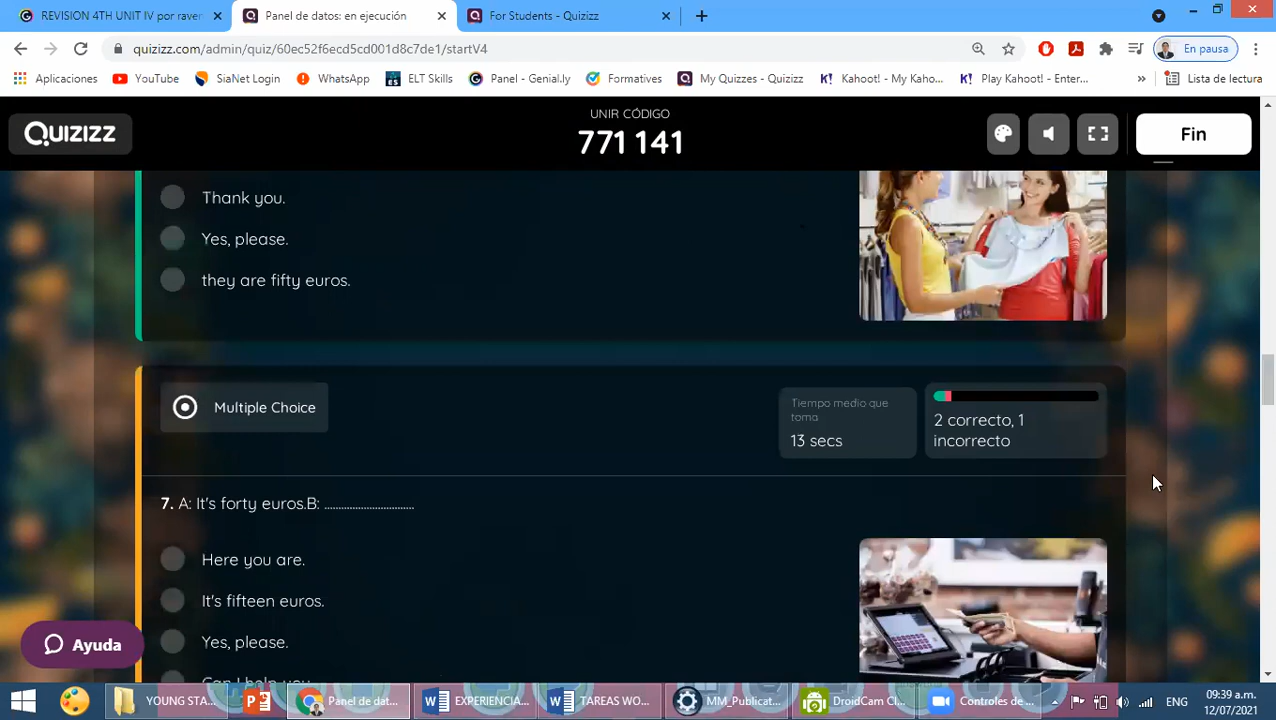 REVISION 4TH UNIT IV por raver
Panel de datos: en ejecución
For Students - Quizizz
quizizz.com/admin/quiz/60ec52f6ecd5cd001d8c7de1/startV4
En pausa
Aplicaciones
YouTube
SiaNet Login
WhatsApp
ELT Skills
Panel - Genial.ly
Formatives
My Quizzes - Quizizz
Kahoot! - My Kaho...
Play Kahoot! - Enter...
»
Lista de lectura
Quizizz
UNIR CÓDIGO
771 141
Fin
Thank you.
Yes, please.
they are fifty euros.
Multiple Choice
Tiempo medio que
toma
13 secs
2 correcto, 1
incorrecto
7. A: It's forty euros.B: ..............................
Here you are.
It's fifteen euros.
Yes, please.
Can I help you
Ayuda
YOUNG STA...
Panel de dat...
EXPERIENCIA...
TAREAS WO...
MM_Publicat...
DroidCam Cl...
Controles de ...
ENG
09:39 a.m.
12/07/2021